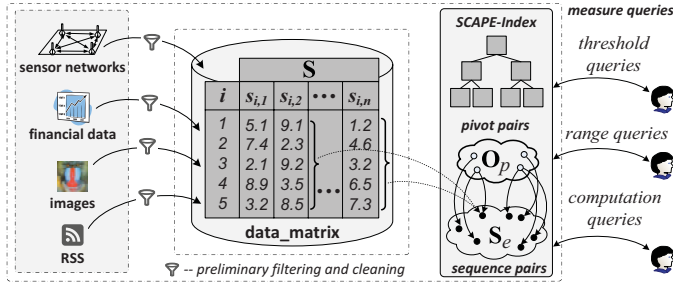 sensor networks
financial data
images
RSS
S
i s_{i,1} s_{i,2} ••• s_{i,n}
1 5.1 9.1 1.2
2 7.4 2.3 4.6
3 2.1 9.2 3.2
4 8.9 3.5 ••• 6.5
5 3.2 8.5 7.3
data_matrix
-- preliminary filtering and cleaning
SCAPE-Index
pivot pairs
O_p
S_e
sequence pairs
measure queries
threshold
queries
range queries
computation
queries